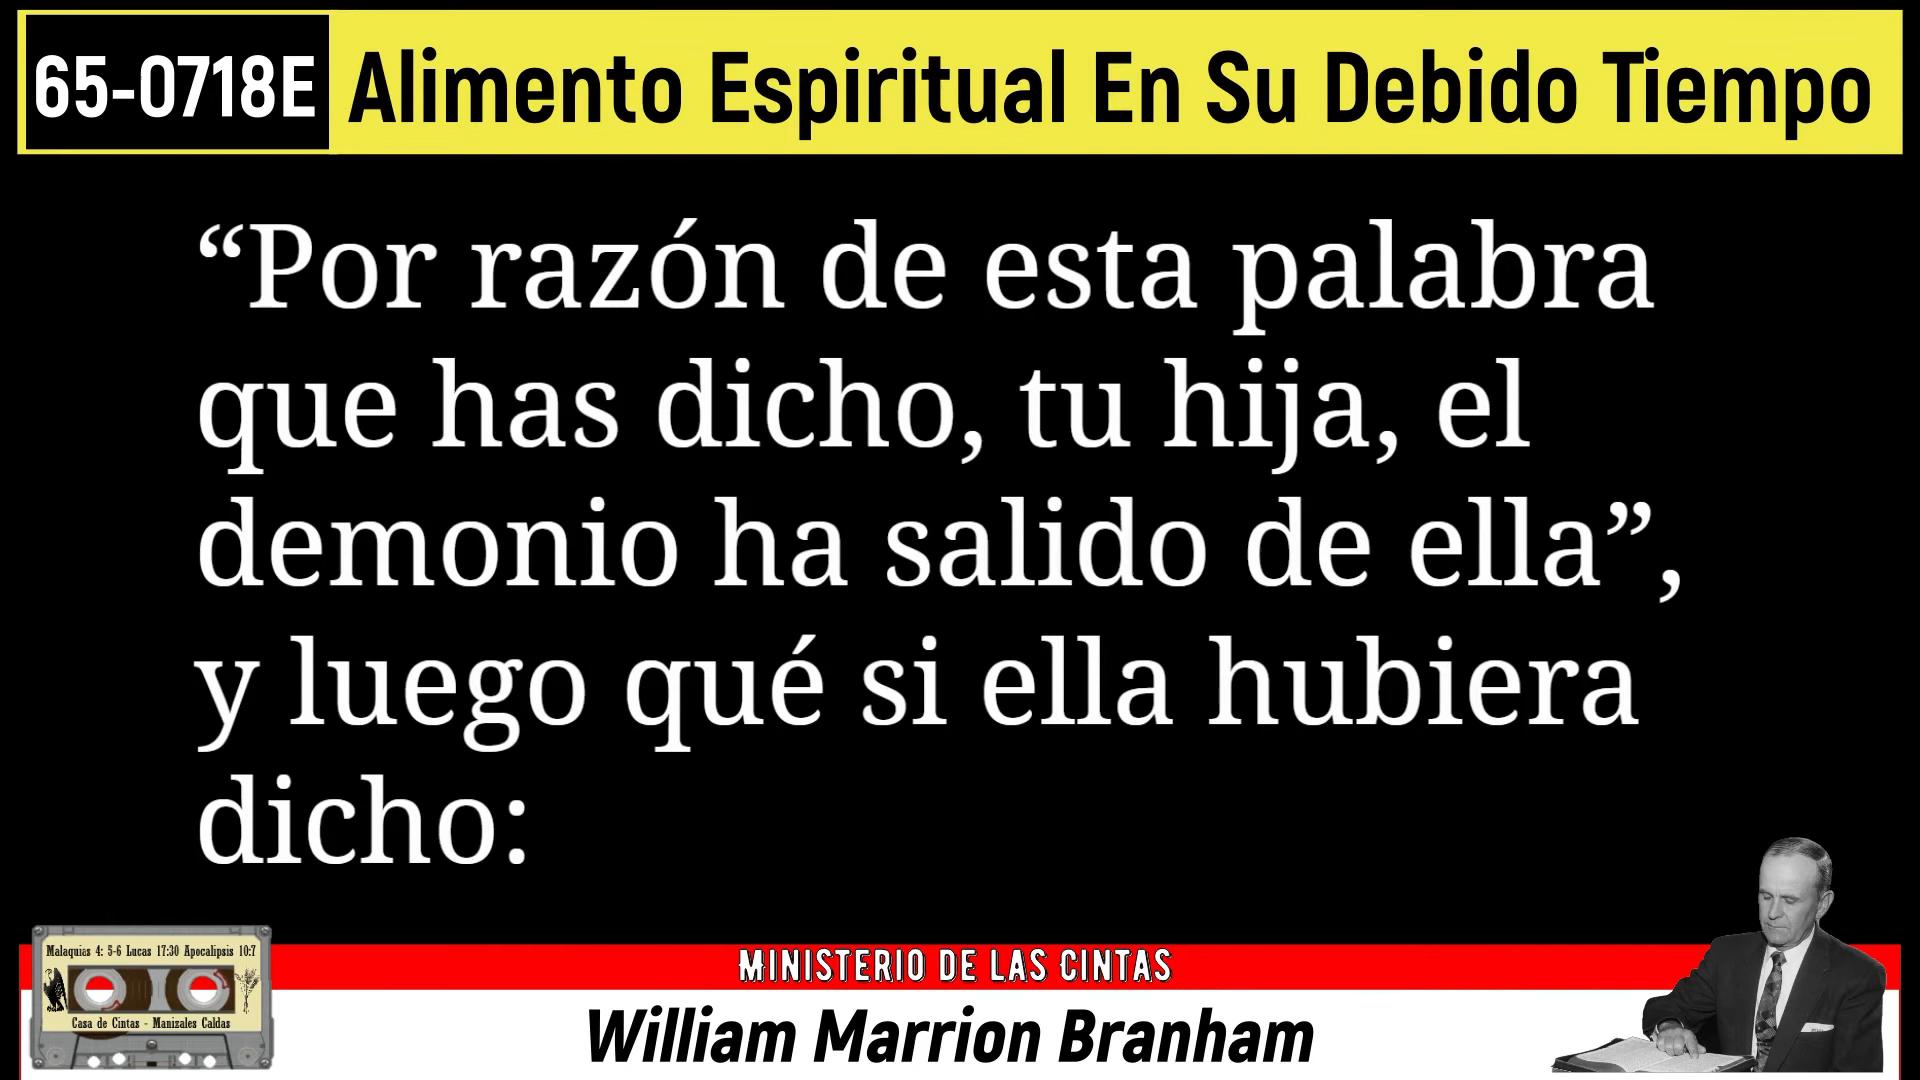 65-0718E Alimento Espiritual En Su Debido Tiempo
“Por razón de esta palabra
que has dicho, tu hija, el
demonio ha salido de ella”,
y luego qué si ella hubiera
dicho:
Malaquias 4: 5-6 Lucas 17:30 Apocalipsis 10:7
Casa de Cintas - Manizales Caldas
MINISTERIO DE LAS CINTAS
William Marrion Branham